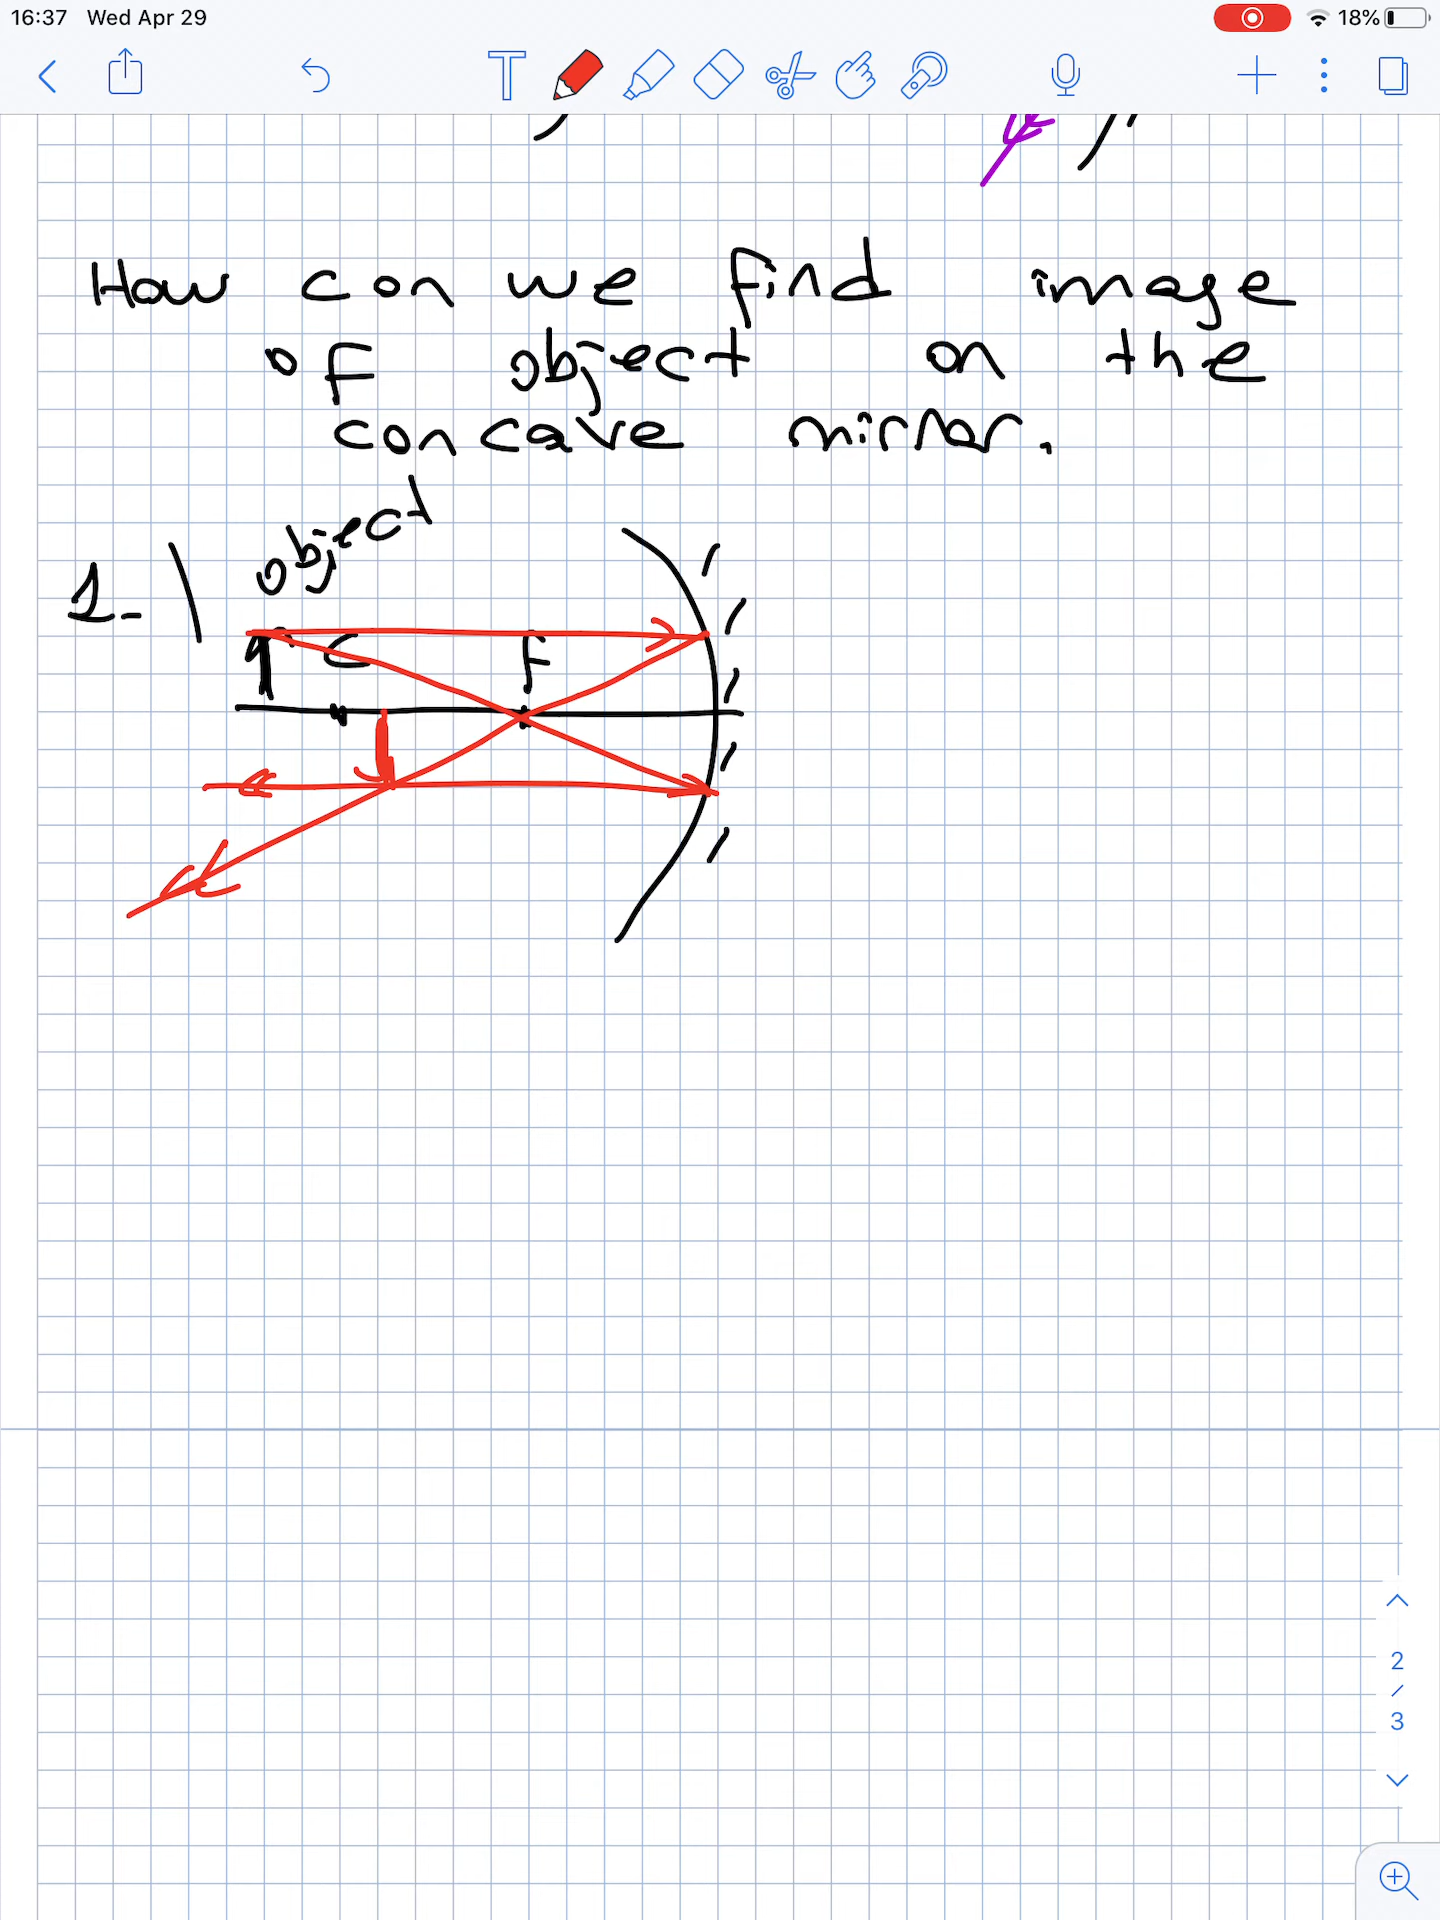 16:37 Wed Apr 29
18%
T
How can we find image
of object on the
concave mirror.
object
1-\
C F
2
/
3